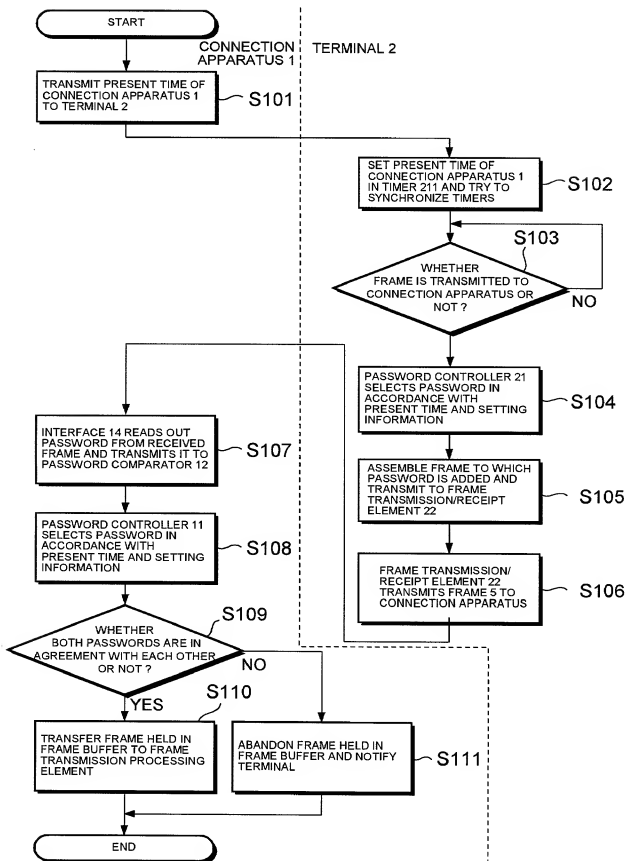 START
CONNECTION
APPARATUS 1
TERMINAL 2
TRANSMIT PRESENT TIME OF
CONNECTION APPARATUS 1
TO TERMINAL 2
S101
SET PRESENT TIME OF
CONNECTION APPARATUS 1
IN TIMER 211 AND TRY TO
SYNCHRONIZE TIMERS
S102
S103
WHETHER
FRAME IS TRANSMITTED TO
CONNECTION APPARATUS OR
NOT ?
NO
PASSWORD CONTROLLER 21
SELECTS PASSWORD IN
ACCORDANCE WITH
PRESENT TIME AND SETTING
INFORMATION
S104
ASSEMBLE FRAME TO WHICH
PASSWORD IS ADDED AND
TRANSMIT TO FRAME
TRANSMISSION/RECEIPT
ELEMENT 22
S105
FRAME TRANSMISSION/
RECEIPT ELEMENT 22
TRANSMITS FRAME 5 TO
CONNECTION APPARATUS
S106
INTERFACE 14 READS OUT
PASSWORD FROM RECEIVED
FRAME AND TRANSMITS IT TO
PASSWORD COMPARATOR 12
S107
PASSWORD CONTROLLER 11
SELECTS PASSWORD IN
ACCORDANCE WITH
PRESENT TIME AND SETTING
INFORMATION
S108
S109
WHETHER
BOTH PASSWORDS ARE IN
AGREEMENT WITH EACH OTHER
OR NOT ?
NO
YES
S110
TRANSFER FRAME HELD IN
FRAME BUFFER TO FRAME
TRANSMISSION PROCESSING
ELEMENT
ABANDON FRAME HELD IN
FRAME BUFFER AND NOTIFY
TERMINAL
S111
END